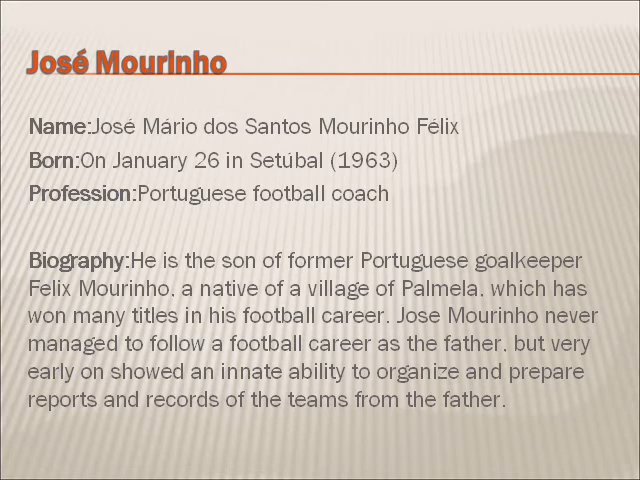 José Mourinho
Name:José Mário dos Santos Mourinho Félix
Born:On January 26 in Setúbal (1963)
Profession:Portuguese football coach
Biography:He is the son of former Portuguese goalkeeper
Felix Mourinho, a native of a village of Palmela, which has
won many titles in his football career. Jose Mourinho never
managed to follow a football career as the father, but very
early on showed an innate ability to organize and prepare
reports and records of the teams from the father.